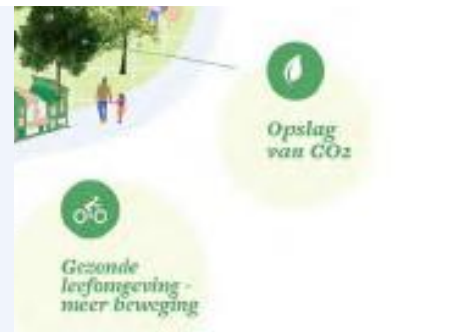 Opslag
van CO2
Gezonde
leefomgeving -
meer beweging